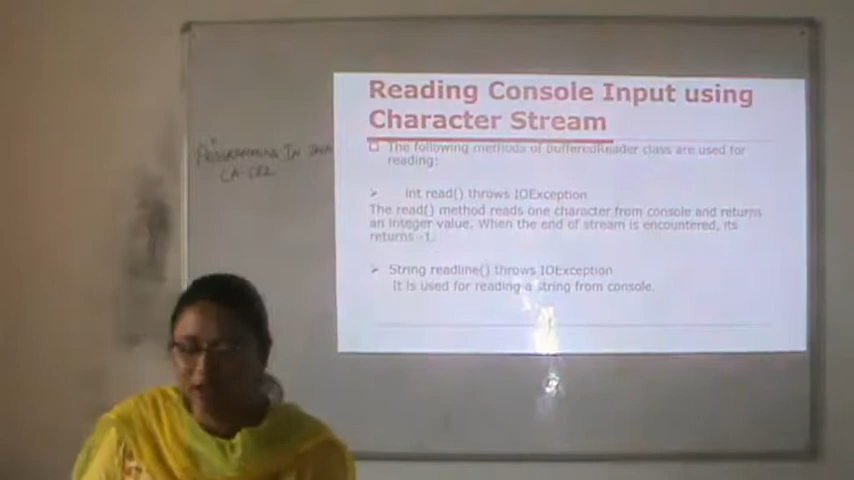 PROGRAMMING IN JAVA
Reading Console Input using
Character Stream
The following methods of BufferedReader class are used for
reading:
Int read() throws IOException
The read() method reads one character from console and returns
an integer value. When the end of stream is encountered, its
returns -1.
String readline() throws IOException
It is used for reading a string from console.